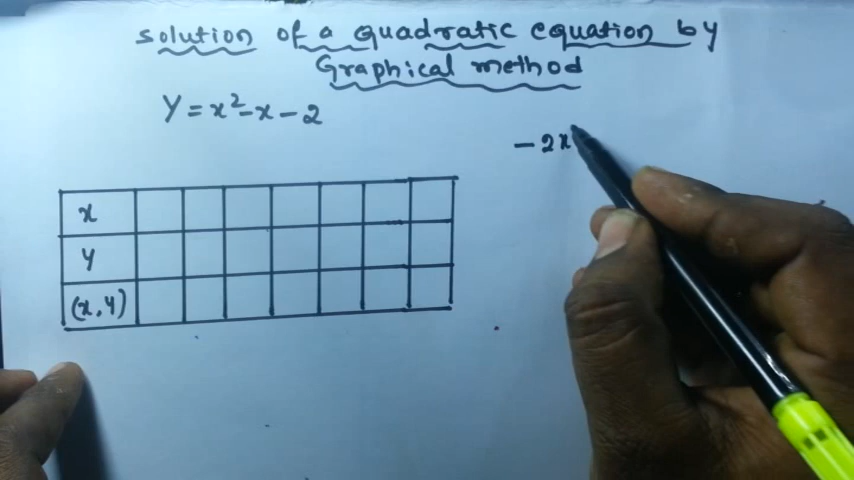 solution of a quadratic equation by
Graphical method
Y = x² - x - 2
- 2x
x
y
(x, y)